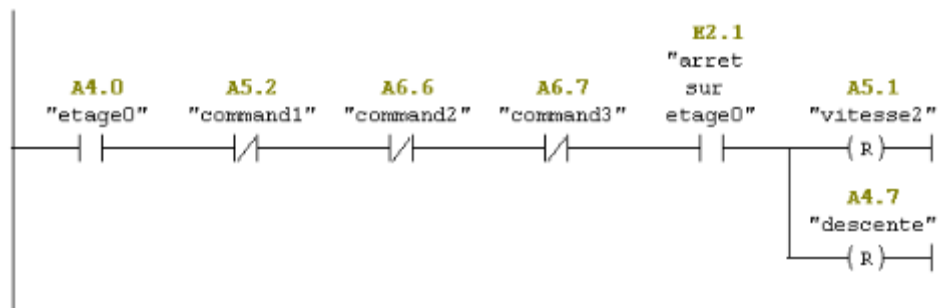 E2.1
"arret
A4.0 A5.2 A6.6 A6.7 sur A5.1
"etage0" "command1" "command2" "command3" etage0" "vitesse2"
R
A4.7
"descente"
R